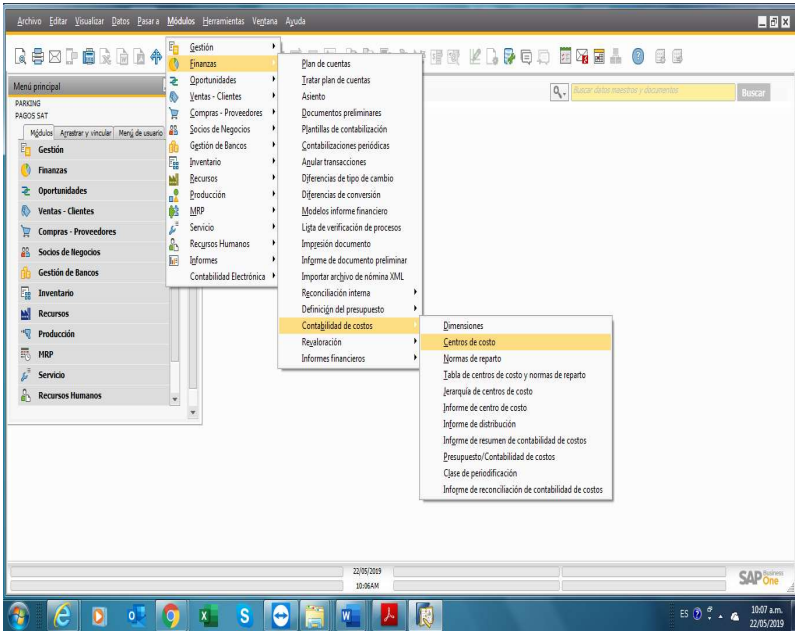 Archivo Editar Visualizar Datos Pasar a Módulos Herramientas Ventana Ayuda
Menú principal
PARKING
PAGOS SAT
Módulos Arrastrar y vincular Menú de usuario
Gestión
Finanzas
Oportunidades
Ventas - Clientes
Compras - Proveedores
Socios de Negocios
Gestión de Bancos
Inventario
Recursos
Producción
MRP
Servicio
Recursos Humanos
Gestión
Finanzas
Oportunidades
Ventas - Clientes
Compras - Proveedores
Socios de Negocios
Gestión de Bancos
Inventario
Recursos
Producción
MRP
Servicio
Recursos Humanos
Informes
Contabilidad Electrónica
Plan de cuentas
Tratar plan de cuentas
Asiento
Documentos preliminares
Plantillas de contabilización
Contabilizaciones periódicas
Anular transacciones
Diferencias de tipo de cambio
Diferencias de conversión
Modelos informe financiero
Lista de verificación de procesos
Impresión documento
Informe de documento preliminar
Importar archivo de nómina XML
Reconciliación interna
Definición del presupuesto
Contabilidad de costos
Revaloración
Informes financieros
Dimensiones
Centros de costo
Normas de reparto
Tabla de centros de costo y normas de reparto
Jerarquía de centros de costo
Informe de centro de costo
Informe de distribución
Informe de resumen de contabilidad de costos
Presupuesto/Contabilidad de costos
Clase de periodificación
Informe de reconciliación de contabilidad de costos
Buscar datos maestros y documentos
Buscar
22/05/2019
10:06AM
SAP Business One
ES
10:07 a.m.
22/05/2019